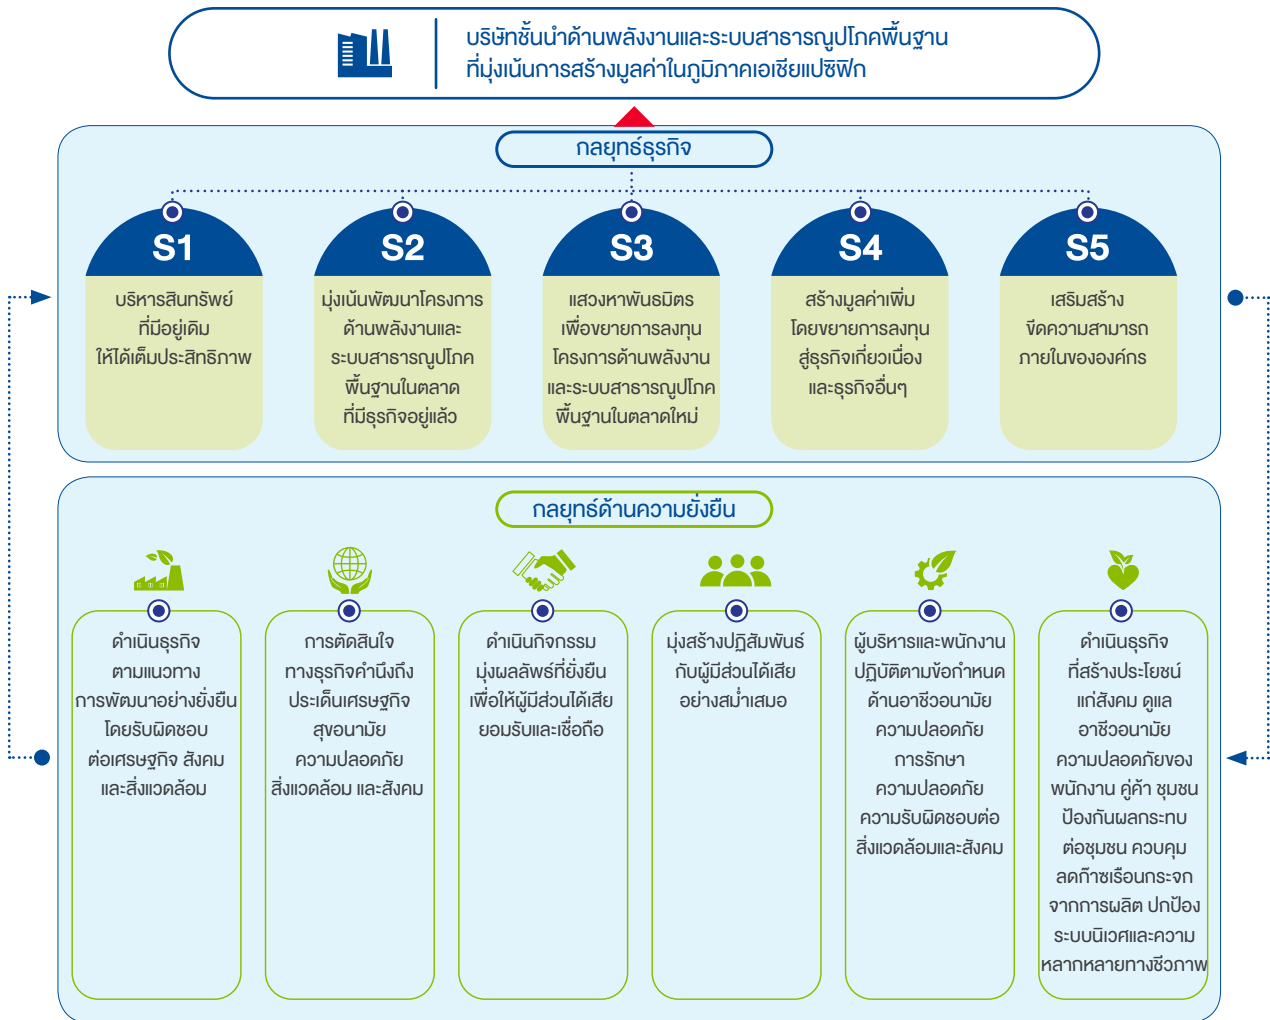 บริษัทชั้นนำด้านพลังงานและระบบสาธารณูปโภคพื้นฐาน
ที่มุ่งเน้นการสร้างมูลค่าในภูมิภาคเอเชียแปซิฟิก
กลยุทธ์ธุรกิจ
S1
บริหารสินทรัพย์
ที่มีอยู่เดิม
ให้ได้เต็มประสิทธิภาพ
S2
มุ่งเน้นพัฒนาโครงการ
ด้านพลังงานและ
ระบบสาธารณูปโภค
พื้นฐานในตลาด
ที่มีธุรกิจอยู่แล้ว
S3
แสวงหาพันธมิตร
เพื่อขยายการลงทุน
โครงการด้านพลังงาน
และระบบสาธารณูปโภค
พื้นฐานในตลาดใหม่
S4
สร้างมูลค่าเพิ่ม
โดยขยายการลงทุน
สู่ธุรกิจเกี่ยวเนื่อง
และธุรกิจอื่นๆ
S5
เสริมสร้าง
ขีดความสามารถ
ภายในขององค์กร
กลยุทธ์ด้านความยั่งยืน
ดำเนินธุรกิจ
ตามแนวทาง
การพัฒนาอย่างยั่งยืน
โดยรับผิดชอบ
ต่อเศรษฐกิจ สังคม
และสิ่งแวดล้อม
การตัดสินใจ
ทางธุรกิจคำนึงถึง
ประเด็นเศรษฐกิจ
สุขอนามัย
ความปลอดภัย
สิ่งแวดล้อม และสังคม
ดำเนินกิจกรรม
มุ่งผลลัพธ์ที่ยั่งยืน
เพื่อให้ผู้มีส่วนได้เสีย
ยอมรับและเชื่อถือ
มุ่งสร้างปฏิสัมพันธ์
กับผู้มีส่วนได้เสีย
อย่างสม่ำเสมอ
ผู้บริหารและพนักงาน
ปฏิบัติตามข้อกำหนด
ด้านอาชีวอนามัย
ความปลอดภัย
การรักษา
ความปลอดภัย
ความรับผิดชอบต่อ
สิ่งแวดล้อมและสังคม
ดำเนินธุรกิจ
ที่สร้างประโยชน์
แก่สังคม ดูแล
อาชีวอนามัย
ความปลอดภัยของ
พนักงาน คู่ค้า ชุมชน
ป้องกันผลกระทบ
ต่อชุมชน ควบคุม
ลดก๊าซเรือนกระจก
จากการผลิต ปกป้อง
ระบบนิเวศและความ
หลากหลายทางชีวภาพ